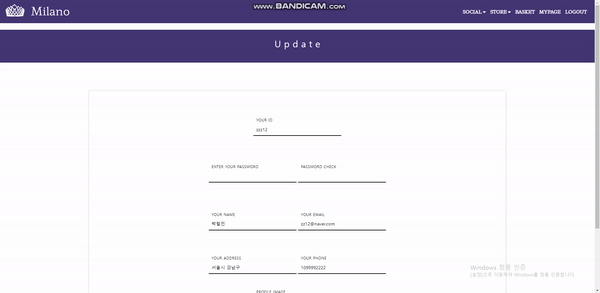 www.BANDICAM.com
Milano
SOCIAL STORE BASKET MYPAGE LOGOUT
Update
YOUR ID
zzz12
ENTER YOUR PASSWORD PASSWORD CHECK
YOUR NAME YOUR EMAIL
zz12@naver.com
YOUR ADDRESS YOUR PHONE
서울시 강남구 1099992222
Windows 정품 인증
[설정]으로 이동하여 Windows를 정품 인증합니다.
PROFILE IMAGE